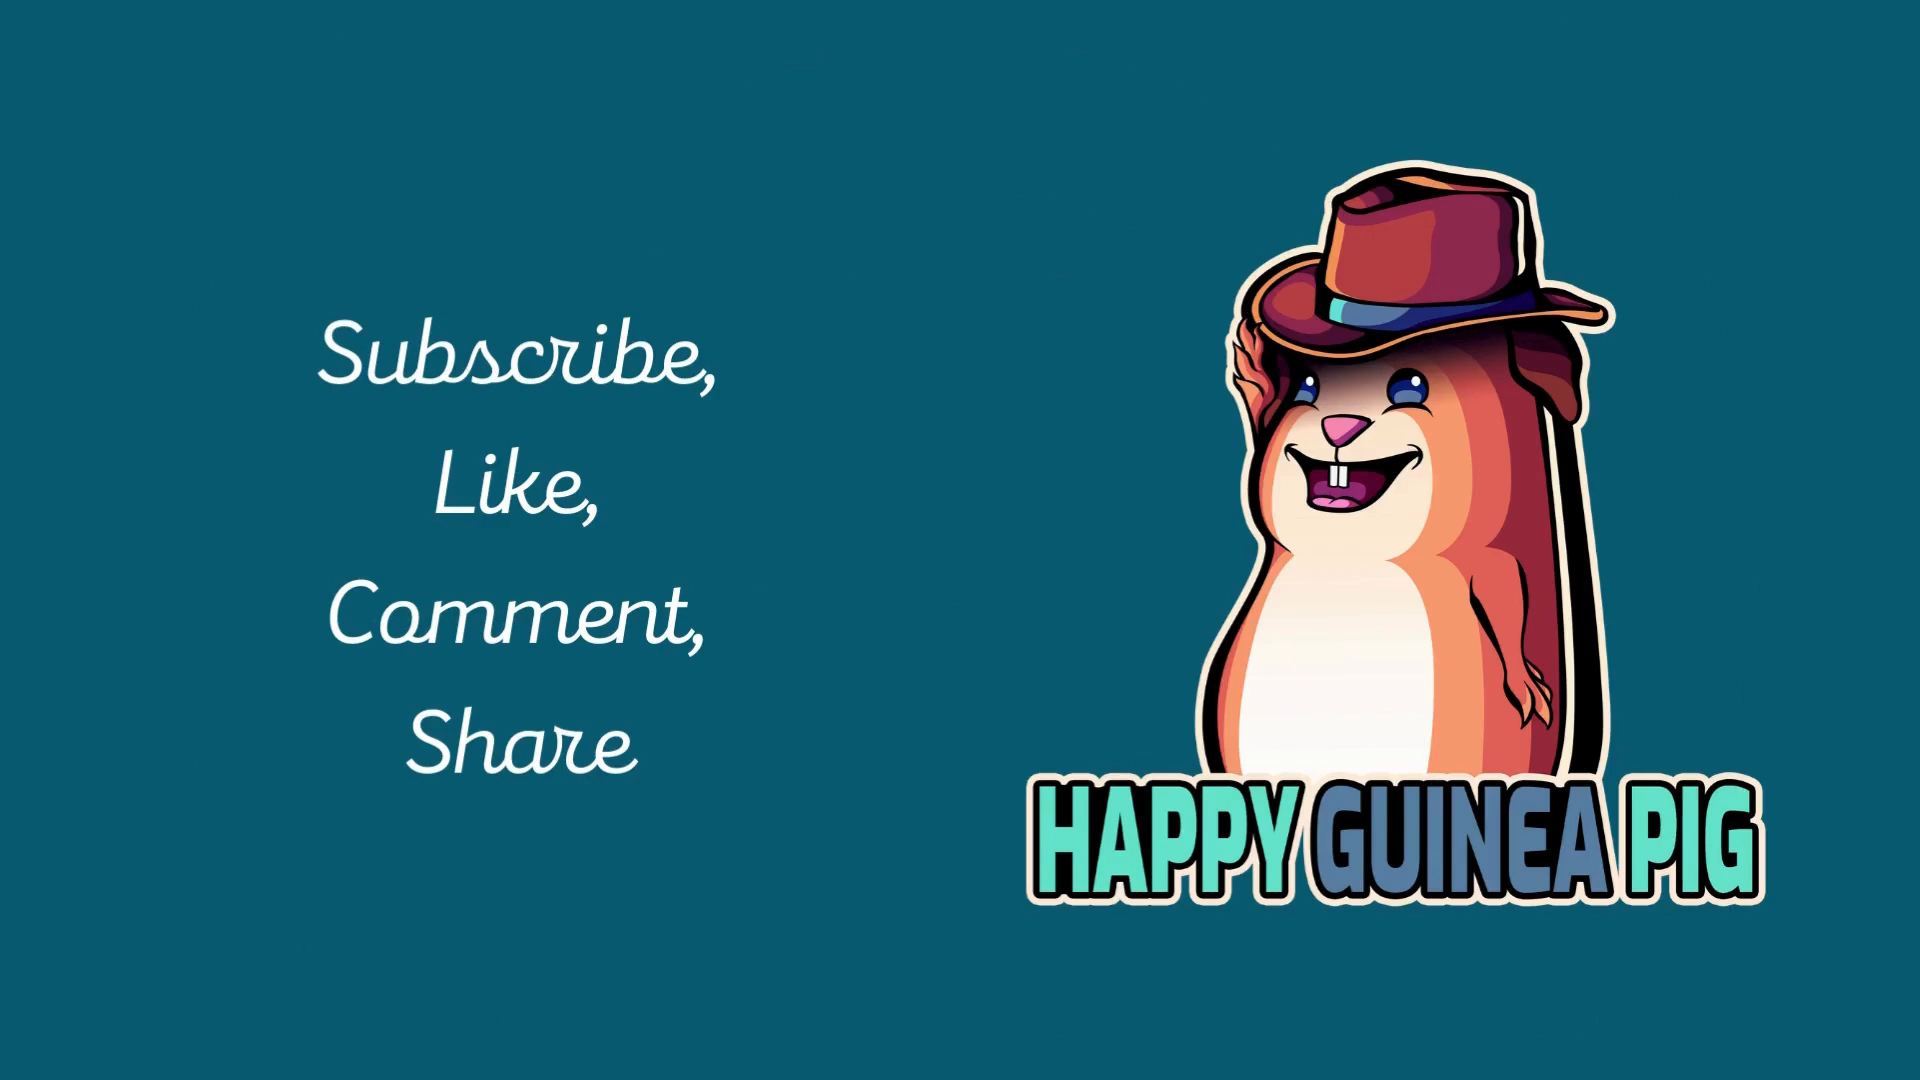 Subscribe,
Like,
Comment,
Share
HAPPY GUINEA PIG